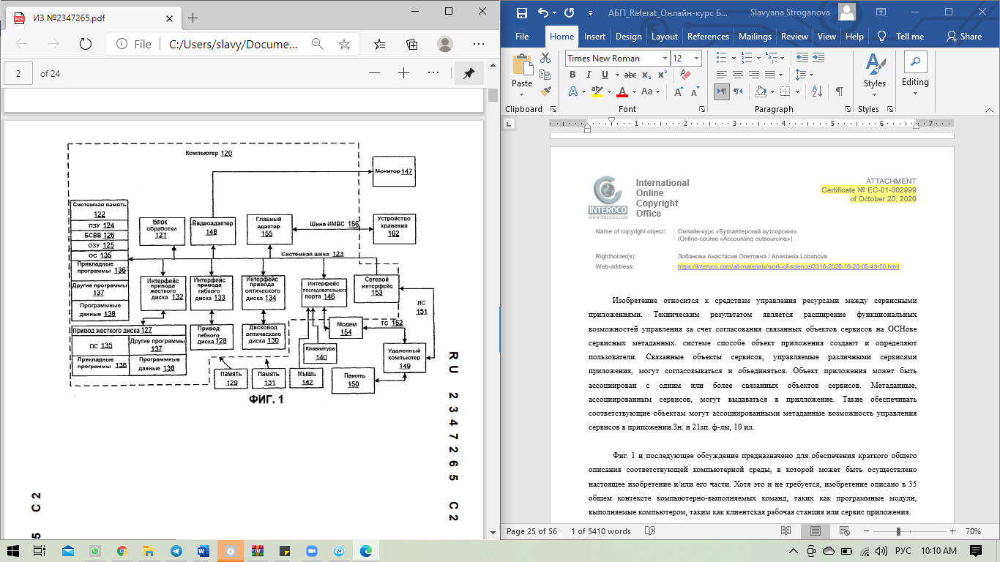 ИЗ №2347265.pdf
File
C:/Users/slavy/Docume...
2
of 24
Компьютер 120
Монитор 147
Системная память
122
ПЗУ 124
БСВВ 126
ОЗУ 125
ОС 135
Прикладные
программы 136
Другие программы
137
Программные
данные 138
Блок
обработки
121
Видеоадаптер
148
Главный
адаптер
155
Шина ИМВС 156
Устройство
хранения
162
Системная шина 123
Интерфейс
привода
жесткого
диска 132
Интерфейс
привода
гибкого
диска 133
Интерфейс
привода
оптического
диска 134
Интерфейс
последовательного
порта 146
Сетевой
интерфейс
153
ЛС
151
Привод жесткого диска 127
ОС 135
Другие программы
137
Прикладные
программы 136
Программные
данные 138
Привод
гибкого
диска 128
Дисковод
оптического
диска 130
Модем
154
ТС 152
Клавиатура
140
Удаленный
компьютер
149
Память
129
Память
131
Мышь
142
Память
150
ФИГ. 1
RU 2347265 C2
5 C2
АБП_Referat_Онлайн-курс Б...
Slavyana Stroganova
File Home Insert Design Layout References Mailings Review View Help Tell me Share
Times New Roman 12
Paste
B I U abc x₂ x²
A Aa A A
Styles
Editing
Clipboard Font Paragraph Styles
L 1 2 3 4 5 6 7
International
Online
Copyright
Office
INTEROCO
www.interoco.com
ATTACHMENT
Certificate № EC-01-002999
of October 20, 2020
Name of copyright object: Онлайн-курс «Бухгалтерский аутсорсинг»
(Online-course «Accounting outsourcing»)
Rightholder(s): Лобанова Анастасия Олеговна / Anastasia Lobanova
Web-address: https://interoco.com/all-materials/work-of-science/3316-2020-10-20-05-43-50.html
Изобретение относится к средствам управления ресурсами между сервисными
приложениями. Техническим результатом является расширение функциональных
возможностей управления за счет согласования связанных объектов сервисов на ОСНове
сервисных метаданных. системе способе объект приложения создают и определяют
пользователи. Связанные объекты сервисов, управляемые различными сервисями
приложения, могут согласовываться и объединяться. Объект приложения может быть
ассоциирован с одним или более связанных объектов сервисов. Метаданные,
ассоциированным сервисов, могут выдаваться в прилложение. Такие обеспечивать
соответствующие объектам могут ассоциированными метаданные возможность управления
сервисов в припожении.3н. и 21зп. ф-лы, 10 ил.
Фиг. 1 и последующее обсуждение предназначено для обеспечения краткого общего
описания соответствующей компьютерной среды, в которой может быть осуществлено
настоящее изобретение и/или его части. Хотя это и не требуется, изобретение описано в 35
общем контексте компьютерно-выполняемых команд, таких как программные модули,
выполняемые компьютером, таким как клиентская рабочая станция или сервис приложения.
Page 25 of 56 1 of 5410 words 70%
24
РУС 10:10 AM